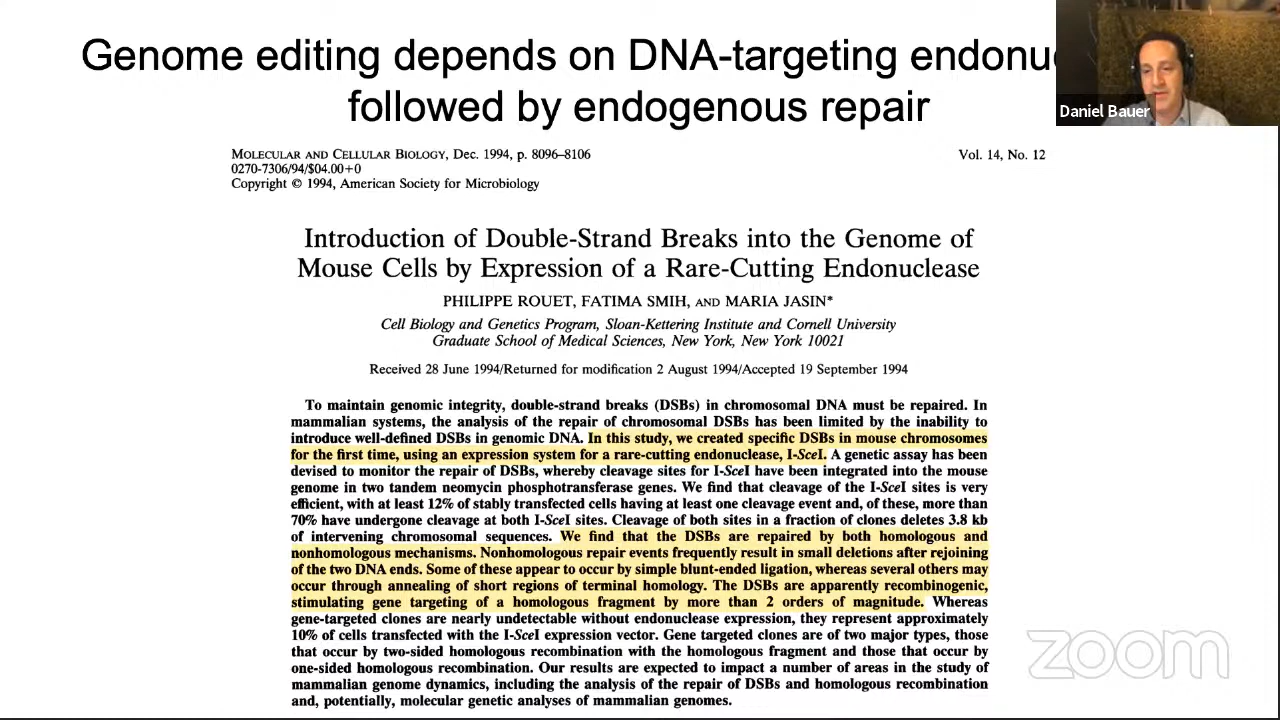 Genome editing depends on DNA-targeting endonu
followed by endogenous repair
Daniel Bauer
MOLECULAR AND CELLULAR BIOLOGY, Dec. 1994, p. 8096–8106
Vol. 14, No. 12
0270-7306/94/$04.00+0
Copyright © 1994, American Society for Microbiology
Introduction of Double-Strand Breaks into the Genome of
Mouse Cells by Expression of a Rare-Cutting Endonuclease
PHILIPPE ROUET, FATIMA SMIH, AND MARIA JASIN*
Cell Biology and Genetics Program, Sloan-Kettering Institute and Cornell University
Graduate School of Medical Sciences, New York, New York 10021
Received 28 June 1994/Returned for modification 2 August 1994/Accepted 19 September 1994
To maintain genomic integrity, double-strand breaks (DSBs) in chromosomal DNA must be repaired. In
mammalian systems, the analysis of the repair of chromosomal DSBs has been limited by the inability to
introduce well-defined DSBs in genomic DNA. In this study, we created specific DSBs in mouse chromosomes
for the first time, using an expression system for a rare-cutting endonuclease, I-SceI. A genetic assay has been
devised to monitor the repair of DSBs, whereby cleavage sites for I-SceI have been integrated into the mouse
genome in two tandem neomycin phosphotransferase genes. We find that cleavage of the I-SceI sites is very
efficient, with at least 12% of stably transfected cells having at least one cleavage event and, of these, more than
70% have undergone cleavage at both I-SceI sites. Cleavage of both sites in a fraction of clones deletes 3.8 kb
of intervening chromosomal sequences. We find that the DSBs are repaired by both homologous and
nonhomologous mechanisms. Nonhomologous repair events frequently result in small deletions after rejoining
of the two DNA ends. Some of these appear to occur by simple blunt-ended ligation, whereas several others may
occur through annealing of short regions of terminal homology. The DSBs are apparently recombinogenic,
stimulating gene targeting of a homologous fragment by more than 2 orders of magnitude. Whereas
gene-targeted clones are nearly undetectable without endonuclease expression, they represent approximately
10% of cells transfected with the I-SceI expression vector. Gene targeted clones are of two major types, those
that occur by two-sided homologous recombination with the homologous fragment and those that occur by
one-sided homologous recombination. Our results are expected to impact a number of areas in the study of
mammalian genome dynamics, including the analysis of the repair of DSBs and homologous recombination
and, potentially, molecular genetic analyses of mammalian genomes.
zoom